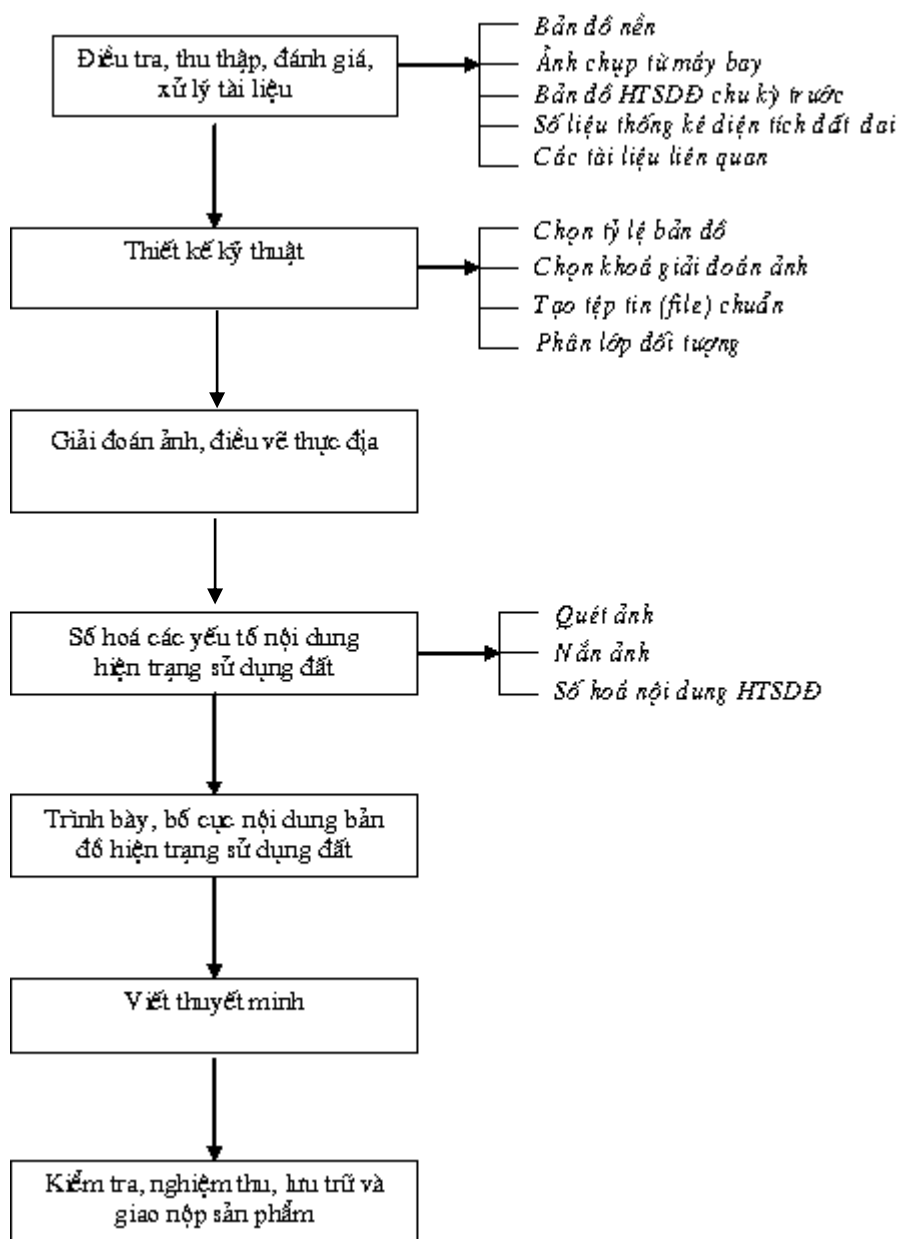 Điều tra, thu thập, đánh giá,
xử lý tài liệu
Bản đồ nền
Ảnh chụp từ máy bay
Bản đồ HTSDĐ chu kỳ trước
Số liệu thống kê diện tích đất đai
Các tài liệu liên quan
Thiết kế kỹ thuật
Chọn tỷ lệ bản đồ
Chọn khoá giải đoán ảnh
Tạo tệp tin (file) chuẩn
Phân lớp đối tượng
Giải đoán ảnh, điều vẽ thực địa
Số hoá các yếu tố nội dung
hiện trạng sử dụng đất
Quét ảnh
Nắn ảnh
Số hoá nội dung HTSDĐ
Trình bày, bố cục nội dung bản
đồ hiện trạng sử dụng đất
Viết thuyết minh
Kiểm tra, nghiệm thu, lưu trữ và
giao nộp sản phẩm